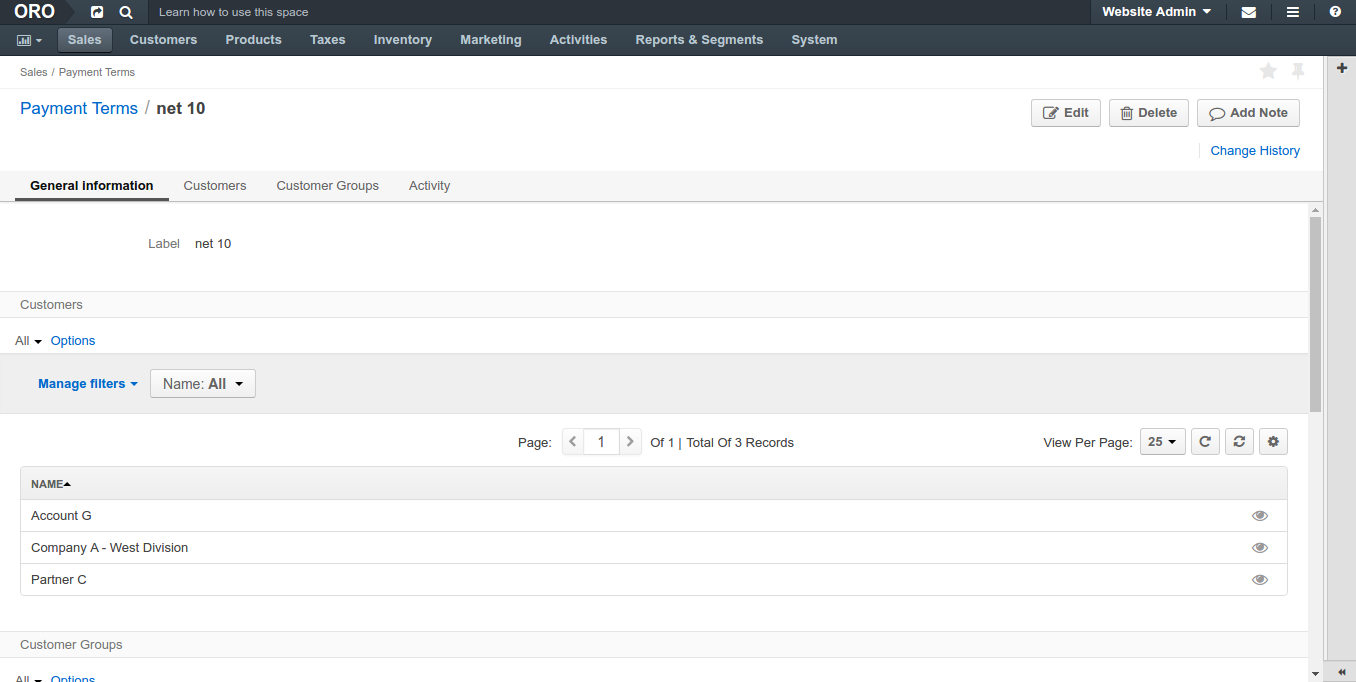 ORO Learn how to use this space Website Admin
Sales Customers Products Taxes Inventory Marketing Activities Reports & Segments System
Sales / Payment Terms
Payment Terms / net 10 Edit Delete Add Note
Change History
General information Customers Customer Groups Activity
Label net 10
Customers
All Options
Manage filters Name: All
Page: 1 Of 1 | Total Of 3 Records View Per Page: 25
NAME
Account G
Company A - West Division
Partner C
Customer Groups
All Options